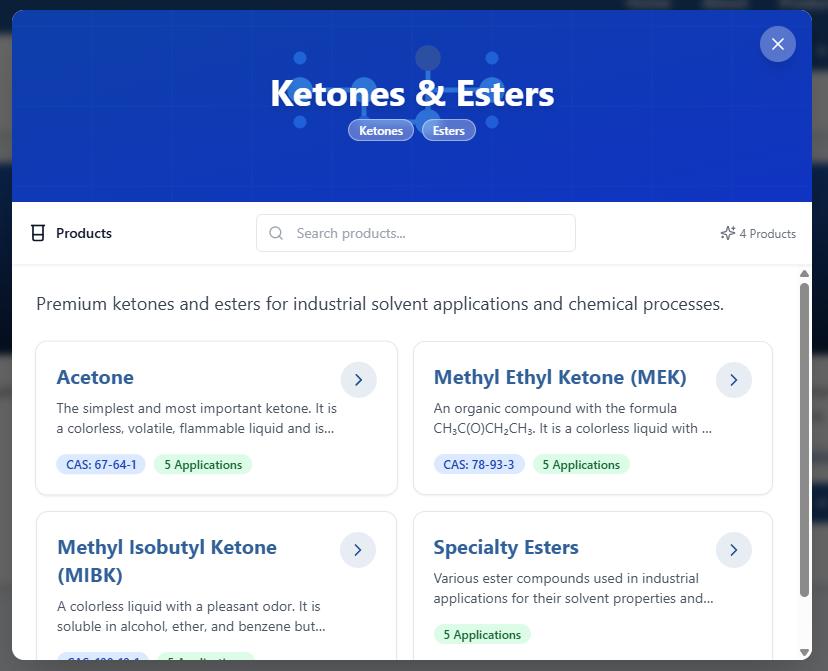 Ketones & Esters
Ketones
Esters
Products
Search products...
4 Products
Premium ketones and esters for industrial solvent applications and chemical processes.
Acetone
The simplest and most important ketone. It is
a colorless, volatile, flammable liquid and is...
CAS: 67-64-1
5 Applications
Methyl Ethyl Ketone (MEK)
An organic compound with the formula
CH₃C(O)CH₂CH₃. It is a colorless liquid with ...
CAS: 78-93-3
5 Applications
Methyl Isobutyl Ketone
(MIBK)
A colorless liquid with a pleasant odor. It is
soluble in alcohol, ether, and benzene but...
Specialty Esters
Various ester compounds used in industrial
applications for their solvent properties and...
5 Applications